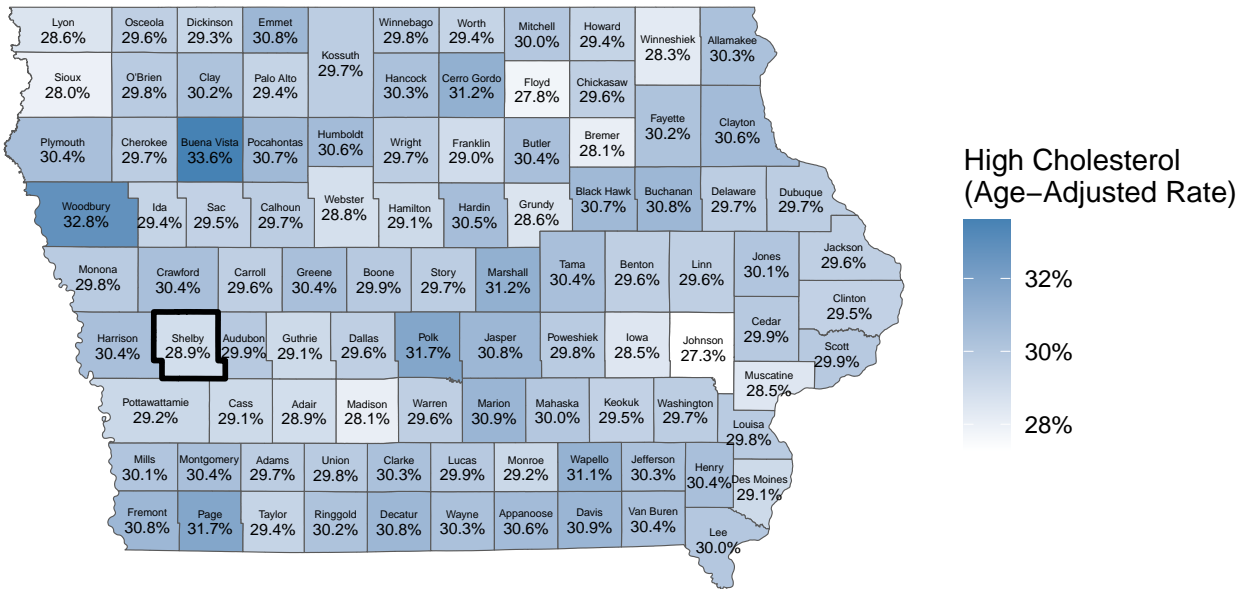 Lyon
28.6%
Osceola
29.6%
Dickinson
29.3%
Emmet
30.8%
Kossuth
29.7%
Winnebago
29.8%
Worth
29.4%
Mitchell
30.0%
Howard
29.4%
Winneshiek
28.3%
Allamakee
30.3%
Sioux
28.0%
O'Brien
29.8%
Clay
30.2%
Palo Alto
29.4%
Hancock
30.3%
Cerro Gordo
31.2%
Floyd
27.8%
Chickasaw
29.6%
Fayette
30.2%
Clayton
30.6%
Plymouth
30.4%
Cherokee
29.7%
Buena Vista
33.6%
Pocahontas
30.7%
Humboldt
30.6%
Wright
29.7%
Franklin
29.0%
Butler
30.4%
Bremer
28.1%
Woodbury
32.8%
Ida
29.4%
Sac
29.5%
Calhoun
29.7%
Webster
28.8%
Hamilton
29.1%
Hardin
30.5%
Grundy
28.6%
Black Hawk
30.7%
Buchanan
30.8%
Delaware
29.7%
Dubuque
29.7%
Monona
29.8%
Crawford
30.4%
Carroll
29.6%
Greene
30.4%
Boone
29.9%
Story
29.7%
Marshall
31.2%
Tama
30.4%
Benton
29.6%
Linn
29.6%
Jones
30.1%
Jackson
29.6%
Clinton
29.5%
Harrison
30.4%
Shelby
28.9%
Audubon
29.9%
Guthrie
29.1%
Dallas
29.6%
Polk
31.7%
Jasper
30.8%
Poweshiek
29.8%
Iowa
28.5%
Johnson
27.3%
Cedar
29.9%
Scott
29.9%
Muscatine
28.5%
Pottawattamie
29.2%
Cass
29.1%
Adair
28.9%
Madison
28.1%
Warren
29.6%
Marion
30.9%
Mahaska
30.0%
Keokuk
29.5%
Washington
29.7%
Louisa
29.8%
Mills
30.1%
Montgomery
30.4%
Adams
29.7%
Union
29.8%
Clarke
30.3%
Lucas
29.9%
Monroe
29.2%
Wapello
31.1%
Jefferson
30.3%
Henry
30.4%
Des Moines
29.1%
Fremont
30.8%
Page
31.7%
Taylor
29.4%
Ringgold
30.2%
Decatur
30.8%
Wayne
30.3%
Appanoose
30.6%
Davis
30.9%
Van Buren
30.4%
Lee
30.0%
High Cholesterol
(Age−Adjusted Rate)
32%
30%
28%